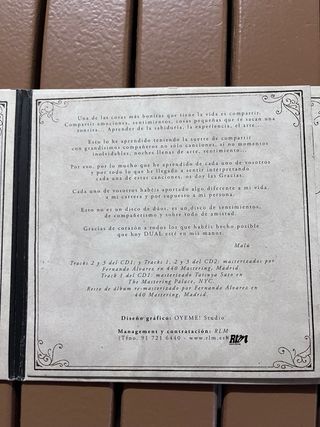 Una de las cosas más bonitas que tiene la vida es compartir.
Compartir emociones, sentimientos, cosas pequeñas que te sacan una
sonrisa... Aprender de la sabiduría, la experiencia, el arte...
Esto lo he aprendido teniendo la suerte de compartir
con grandísimos compañeros no sólo canciones, si no momentos
inolvidables, noches llenas de arte, sentimiento...
Por eso, por lo mucho que he aprendido de cada uno de vosotros
y por todo lo que ha llegado a sentir interpretando
cada una de estas canciones, os doy las Gracias.
Cada uno de vosotros habéis aportado algo diferente a mi vida,
a mi carrera y por supuesto a mi persona.
Esto no es un disco de dúos, es un disco de sentimientos,
de compañerismo y sobre todo de amistad.
Gracias de corazón a todos los que habéis hecho posible
que hoy DUAL esté en mis manos.
Malú
Tracks 2 y 5 del CD1; y Tracks 1, 2 y 3 del CD2: masterizados por
Fernando Álvarez en 440 Mastering, Madrid
Track 1 del CD1: masterizado Tatsuya Sato en
The Mastering Palace, NYC.
Resto de álbum re-masterizado por Fernando Álvarez en
440 Mastering, Madrid.
Diseño gráfico: OYEME! Studio
Management y contratación: RLM
(Tfno. 91 721 6440 - www.rlm.es)
RLM